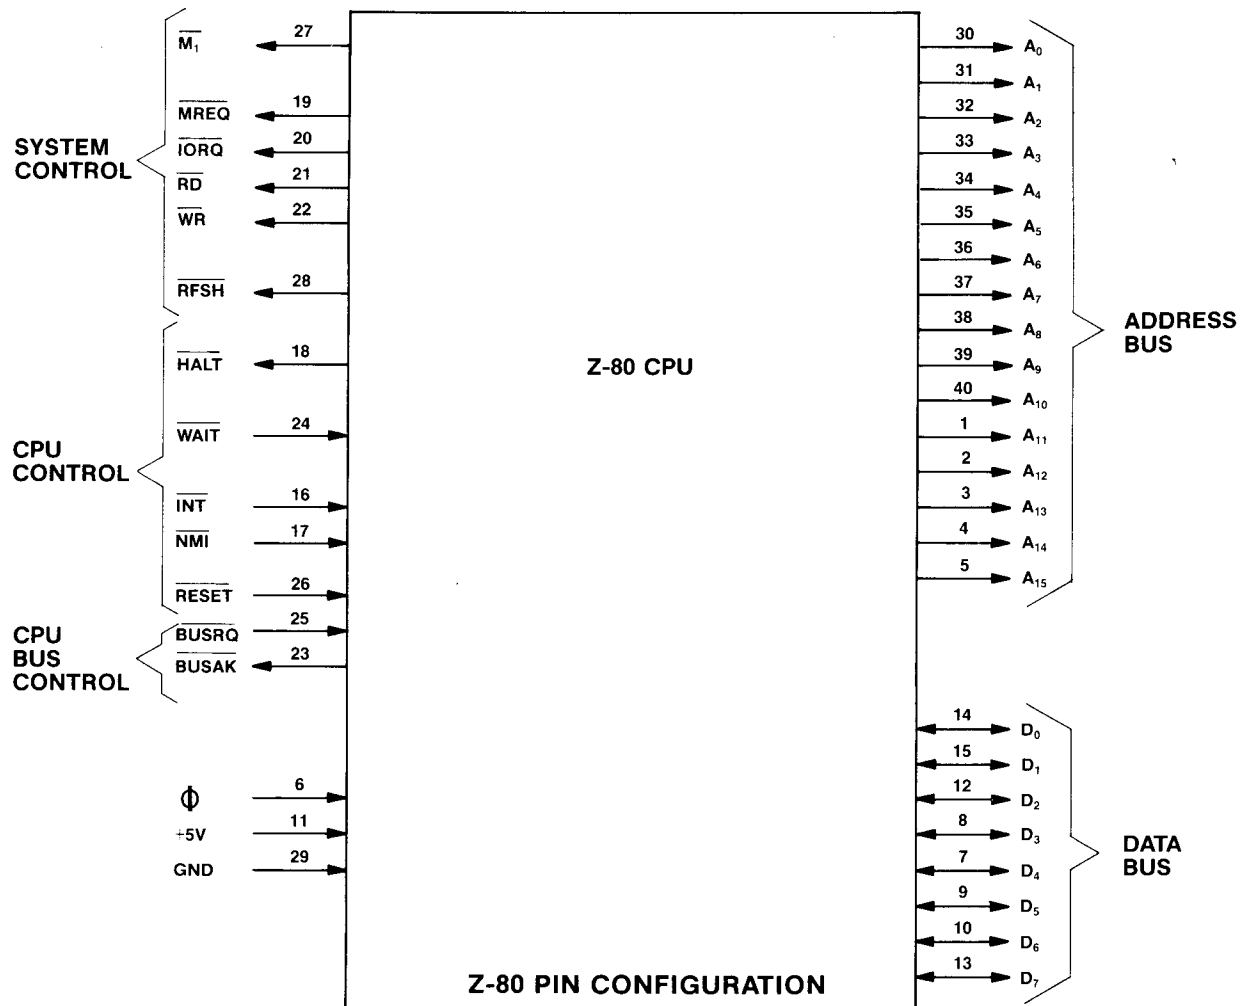 SYSTEM
CONTROL
M₁ 27
MREQ 19
IORQ 20
RD 21
WR 22
RFSH 28
CPU
CONTROL
HALT 18
WAIT 24
INT 16
NMI 17
RESET 26
CPU
BUS
CONTROL
BUSRQ 25
BUSAK 23
Φ 6
+5V 11
GND 29
Z-80 CPU
30 A₀
31 A₁
32 A₂
33 A₃
34 A₄
35 A₅
36 A₆
37 A₇
38 A₈
39 A₉
40 A₁₀
1 A₁₁
2 A₁₂
3 A₁₃
4 A₁₄
5 A₁₅
ADDRESS
BUS
14 D₀
15 D₁
12 D₂
8 D₃
7 D₄
9 D₅
10 D₆
13 D₇
DATA
BUS
Z-80 PIN CONFIGURATION